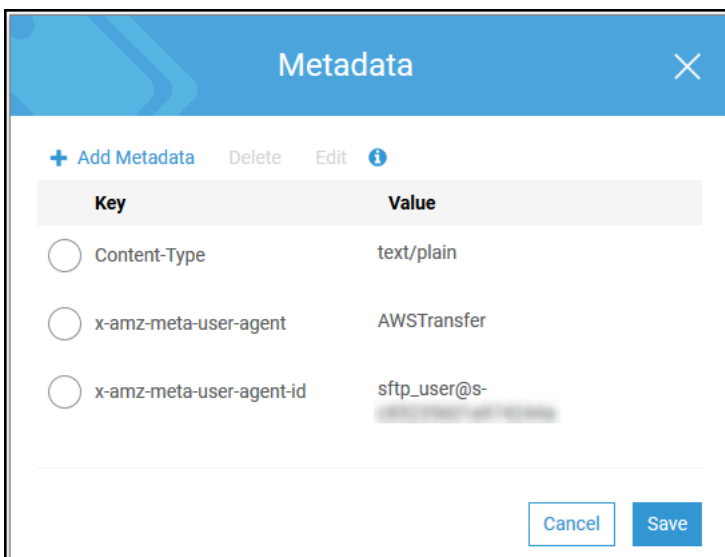 Metadata
Add Metadata Delete Edit
Key Value
Content-Type text/plain
x-amz-meta-user-agent AWSTransfer
x-amz-meta-user-agent-id sftp_user@s-
Cancel Save